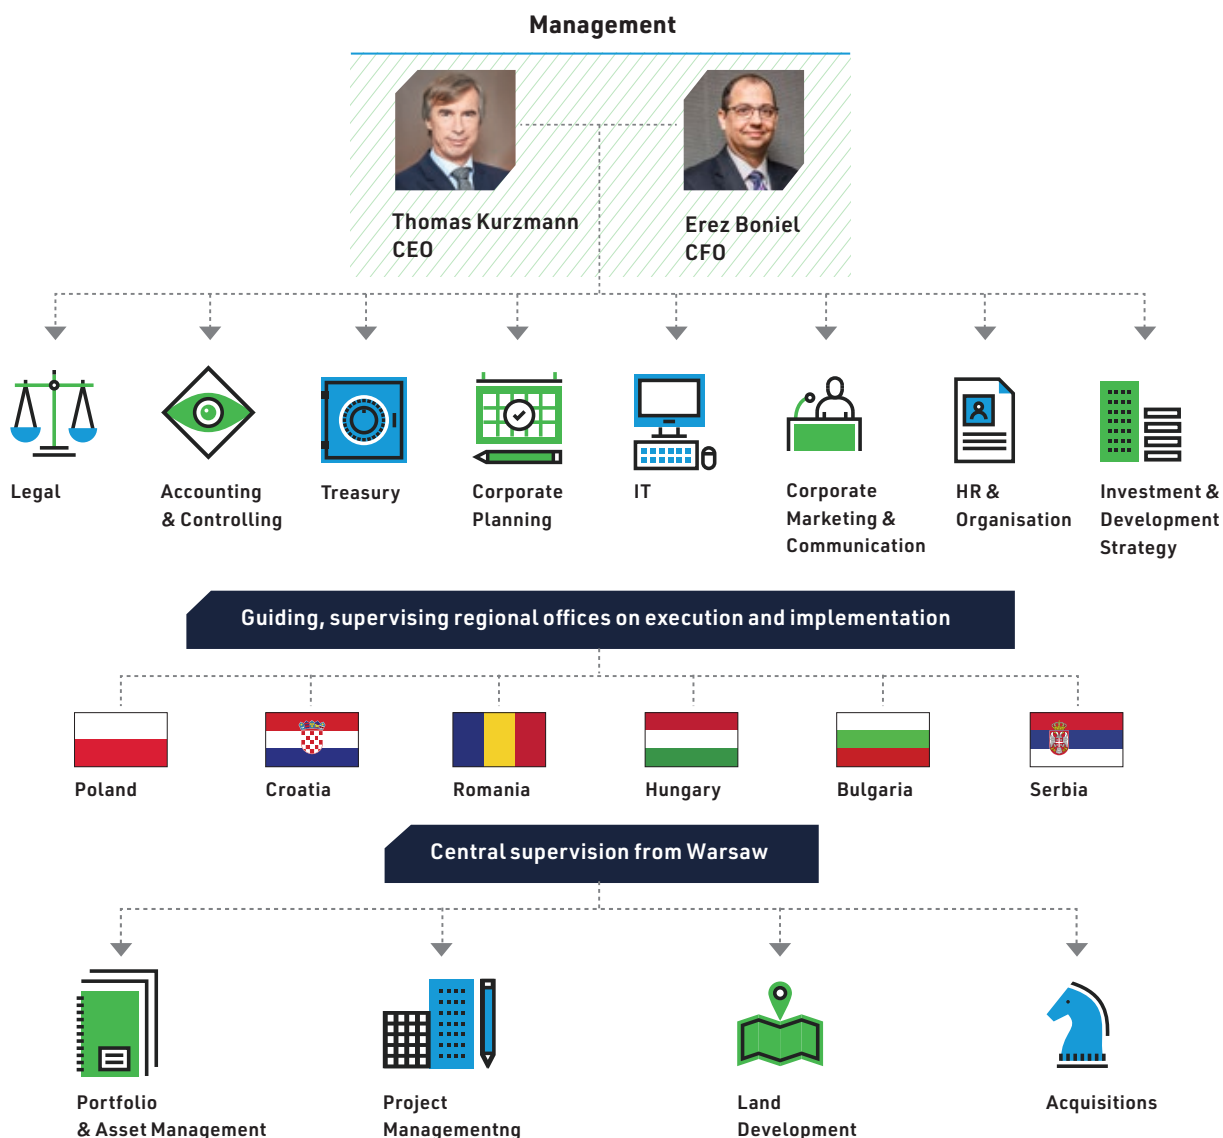 Management
Thomas Kurzmann
CEO
Erez Boniel
CFO
Legal
Accounting
& Controlling
Treasury
Corporate
Planning
IT
Corporate
Marketing &
Communication
HR &
Organisation
Investment &
Development
Strategy
Guiding, supervising regional offices on execution and implementation
Poland
Croatia
Romania
Hungary
Bulgaria
Serbia
Central supervision from Warsaw
Portfolio
& Asset Management
Project
Managementng
Land
Development
Acquisitions